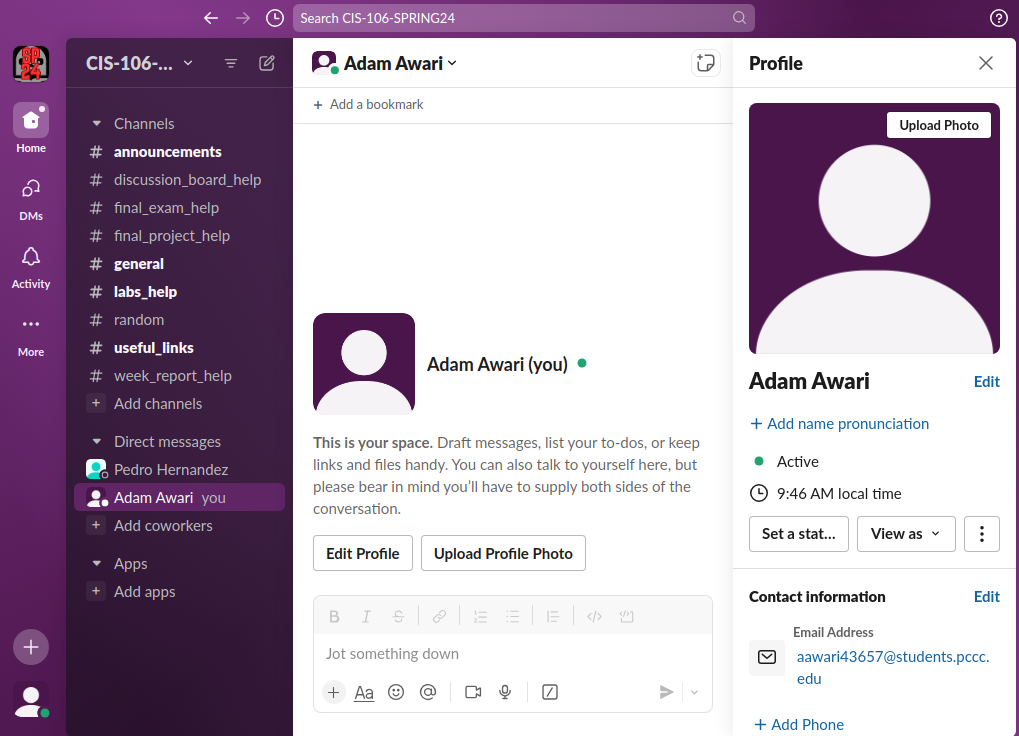 Search CIS-106-SPRING24
CIS-106-...
Adam Awari
Profile
Add a bookmark
Upload Photo
Home
DMs
Activity
More
Channels
announcements
discussion_board_help
final_exam_help
final_project_help
general
labs_help
random
useful_links
week_report_help
Add channels
Direct messages
Pedro Hernandez
Adam Awari you
Add coworkers
Apps
Add apps
Adam Awari (you)
This is your space. Draft messages, list your to-dos, or keep
links and files handy. You can also talk to yourself here, but
please bear in mind you’ll have to supply both sides of the
conversation.
Edit Profile
Upload Profile Photo
Jot something down
Aa
Adam Awari
Edit
+ Add name pronunciation
Active
9:46 AM local time
Set a stat...
View as
Contact information
Edit
Email Address
aawari43657@students.pccc.
edu
+ Add Phone